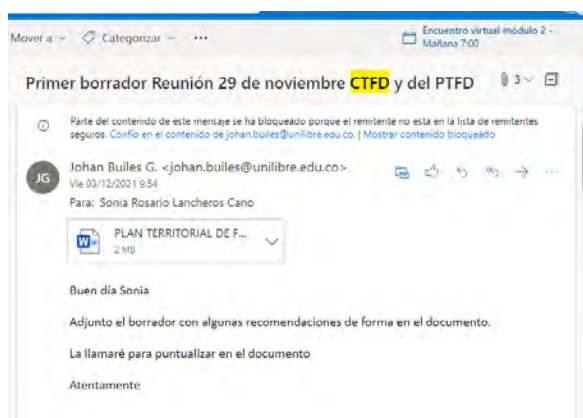 Mover a
Categorizar
...
Encuentro virtual módulo 2 -
Mañana 7:00
Primer borrador Reunión 29 de noviembre CTFD y del PTFD
3
Parte del contenido de este mensaje se ha bloqueado porque el remitente no está en la lista de remitentes
seguros. Confío en el contenido de johan.builes@unilibre.edu.co. | Mostrar contenido bloqueado
JG
Johan Builes G. <johan.builes@unilibre.edu.co>
Vie 03/12/2021 9:54
Para: Sonia Rosario Lancheros Cano
PLAN TERRITORIAL DE F...
2 MB
Buen día Sonia
Adjunto el borrador con algunas recomendaciones de forma en el documento.
La llamaré para puntualizar en el documento
Atentamente